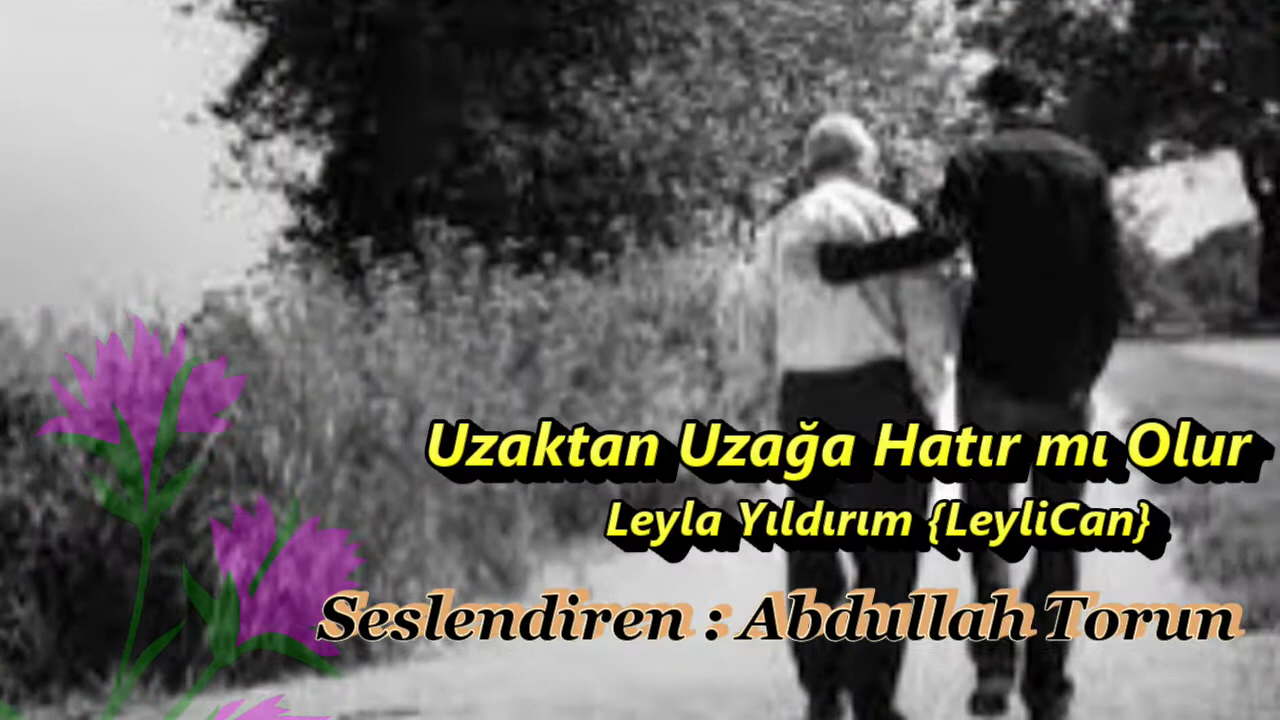 Uzaktan Uzağa Hatır mı Olur
Leyla Yıldırım {LeyliCan}
Seslendiren : Abdullah Torun